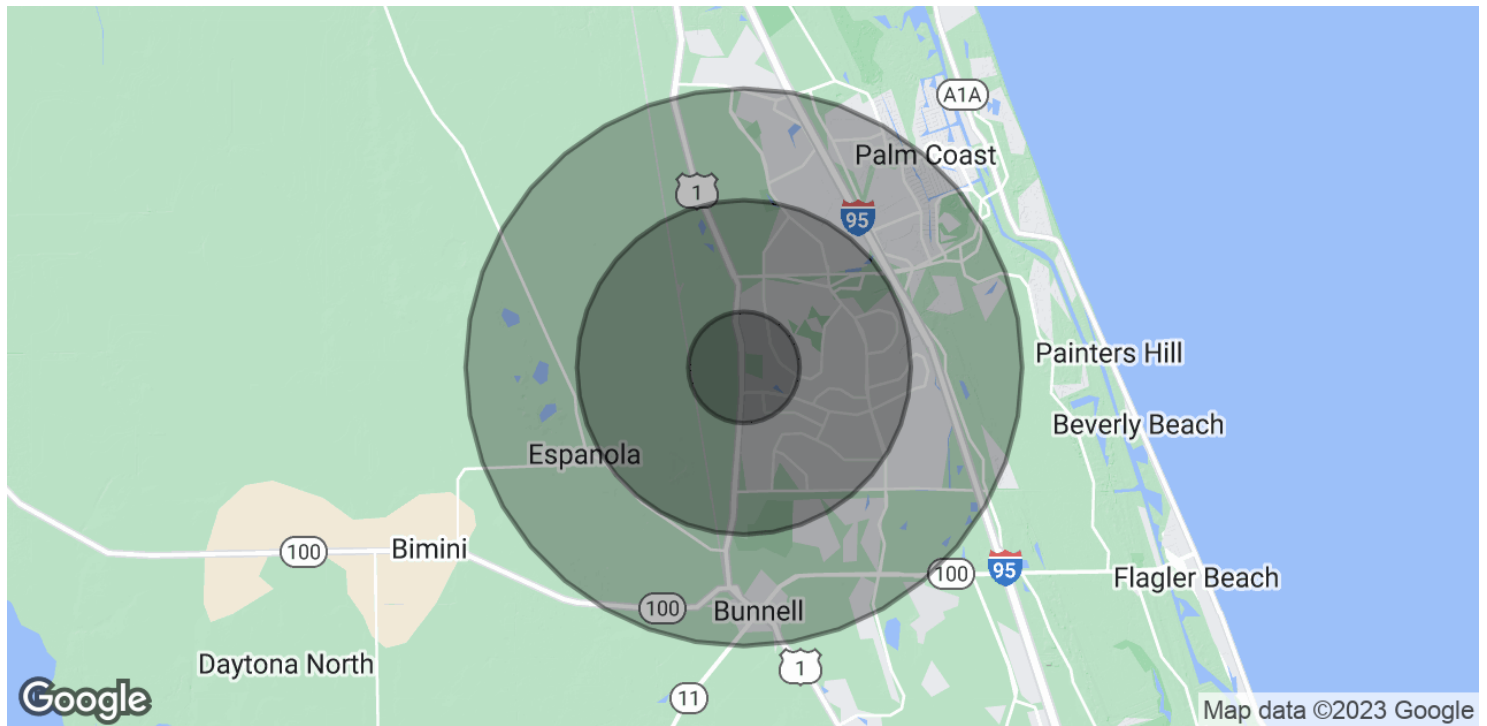 A1A
Palm Coast
1
95
Painters Hill
Beverly Beach
Espanola
100
Bimini
95
100
Flagler Beach
100
Bunnell
Daytona North
1
11
Google
Map data ©2023 Google